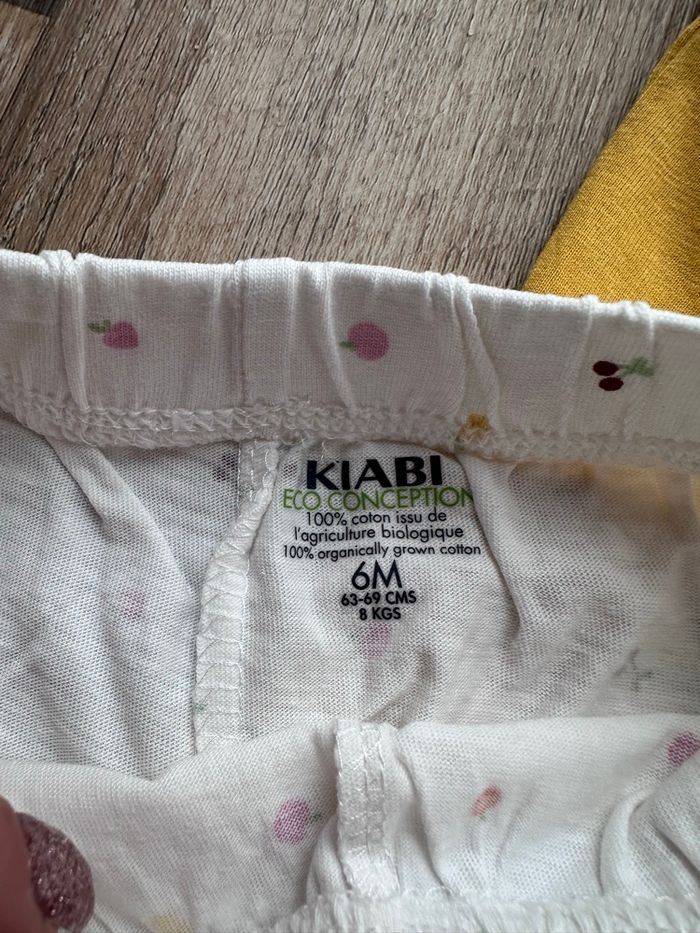 KIABI
ECO CONCEPTION
100% coton issu de
l'agriculture biologique
100% organically grown cotton
6M
63-69 CMS
8 KGS